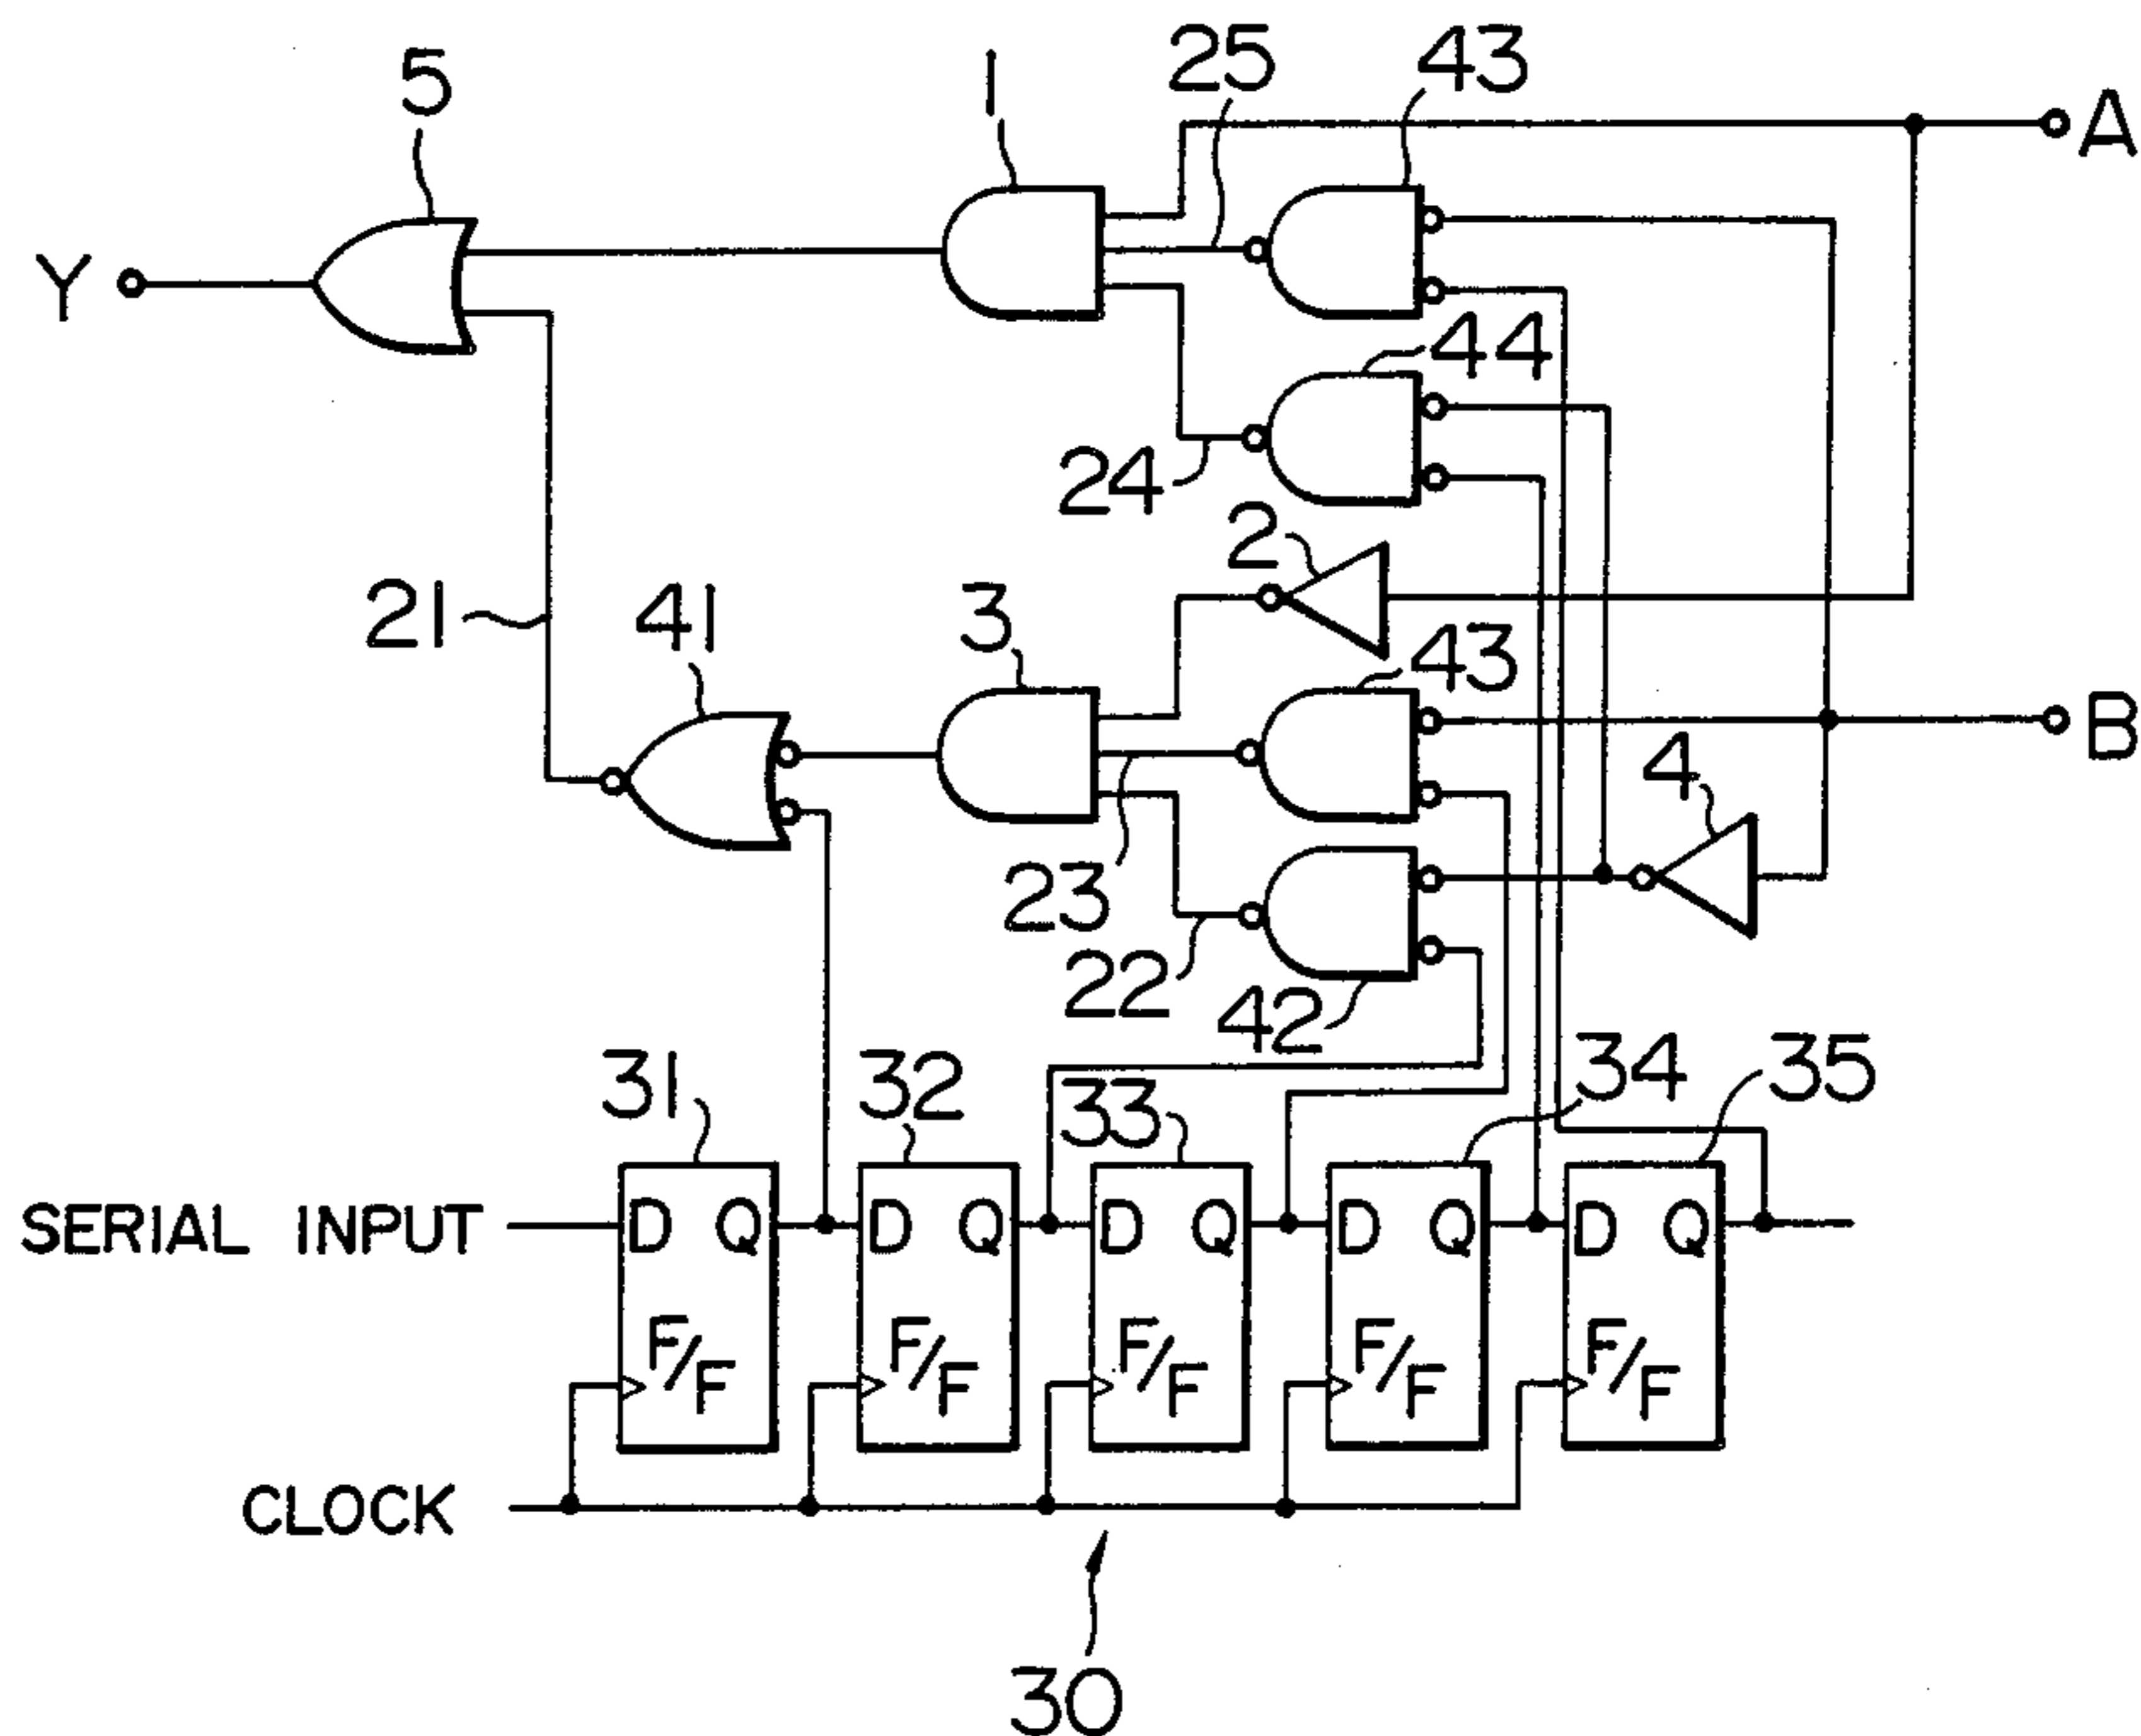 25 43
5 1 A
Y
44
24
2
21 41 3 43
B
4
23
22
42
31 32 33 34 35
SERIAL INPUT D Q D Q D Q D Q D Q
F/F F/F F/F F/F F/F
CLOCK
30